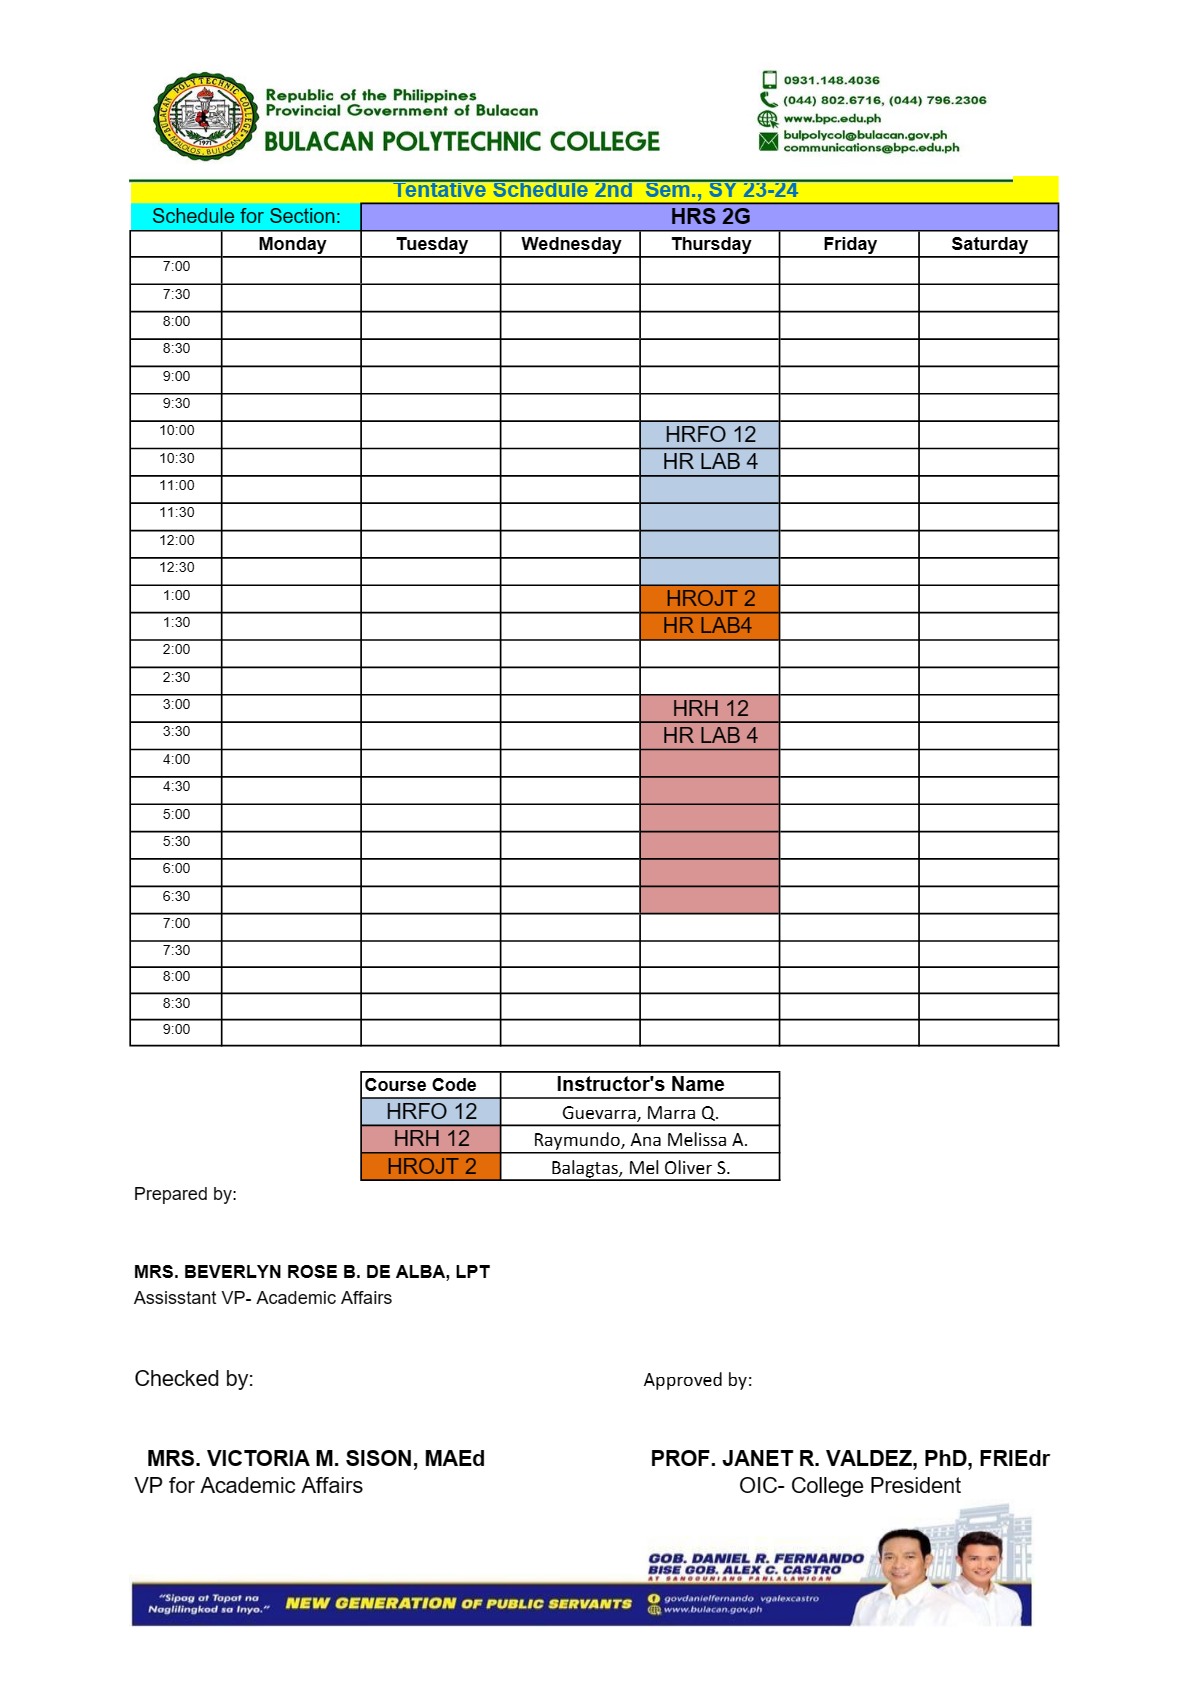 BULACAN POLYTECHNIC COLLEGE
MALOLOS, BULACAN
1971
Republic of the Philippines
Provincial Government of Bulacan
BULACAN POLYTECHNIC COLLEGE
0931.148.4036
(044) 802.6716, (044) 796.2306
www.bpc.edu.ph
bulpolycol@bulacan.gov.ph
communications@bpc.edu.ph
Tentative Schedule 2nd Sem., SY 23-24
Schedule for Section: HRS 2G
Monday Tuesday Wednesday Thursday Friday Saturday
7:00
7:30
8:00
8:30
9:00
9:30
10:00 HRFO 12
10:30 HR LAB 4
11:00
11:30
12:00
12:30
1:00 HROJT 2
1:30 HR LAB4
2:00
2:30
3:00 HRH 12
3:30 HR LAB 4
4:00
4:30
5:00
5:30
6:00
6:30
7:00
7:30
8:00
8:30
9:00
Course Code Instructor's Name
HRFO 12 Guevarra, Marra Q.
HRH 12 Raymundo, Ana Melissa A.
HROJT 2 Balagtas, Mel Oliver S.
Prepared by:
MRS. BEVERLYN ROSE B. DE ALBA, LPT
Assisstant VP- Academic Affairs
Checked by: Approved by:
MRS. VICTORIA M. SISON, MAEd PROF. JANET R. VALDEZ, PhD, FRIEdr
VP for Academic Affairs OIC- College President
GOB. DANIEL R. FERNANDO
BISE GOB. ALEX C. CASTRO
AT SANGGUNIANG PANLALAWIGAN
"Sipag at Tapat na
Naglilingkod sa Inyo."
NEW GENERATION OF PUBLIC SERVANTS
govdanielfernando vgalexcastro
www.bulacan.gov.ph